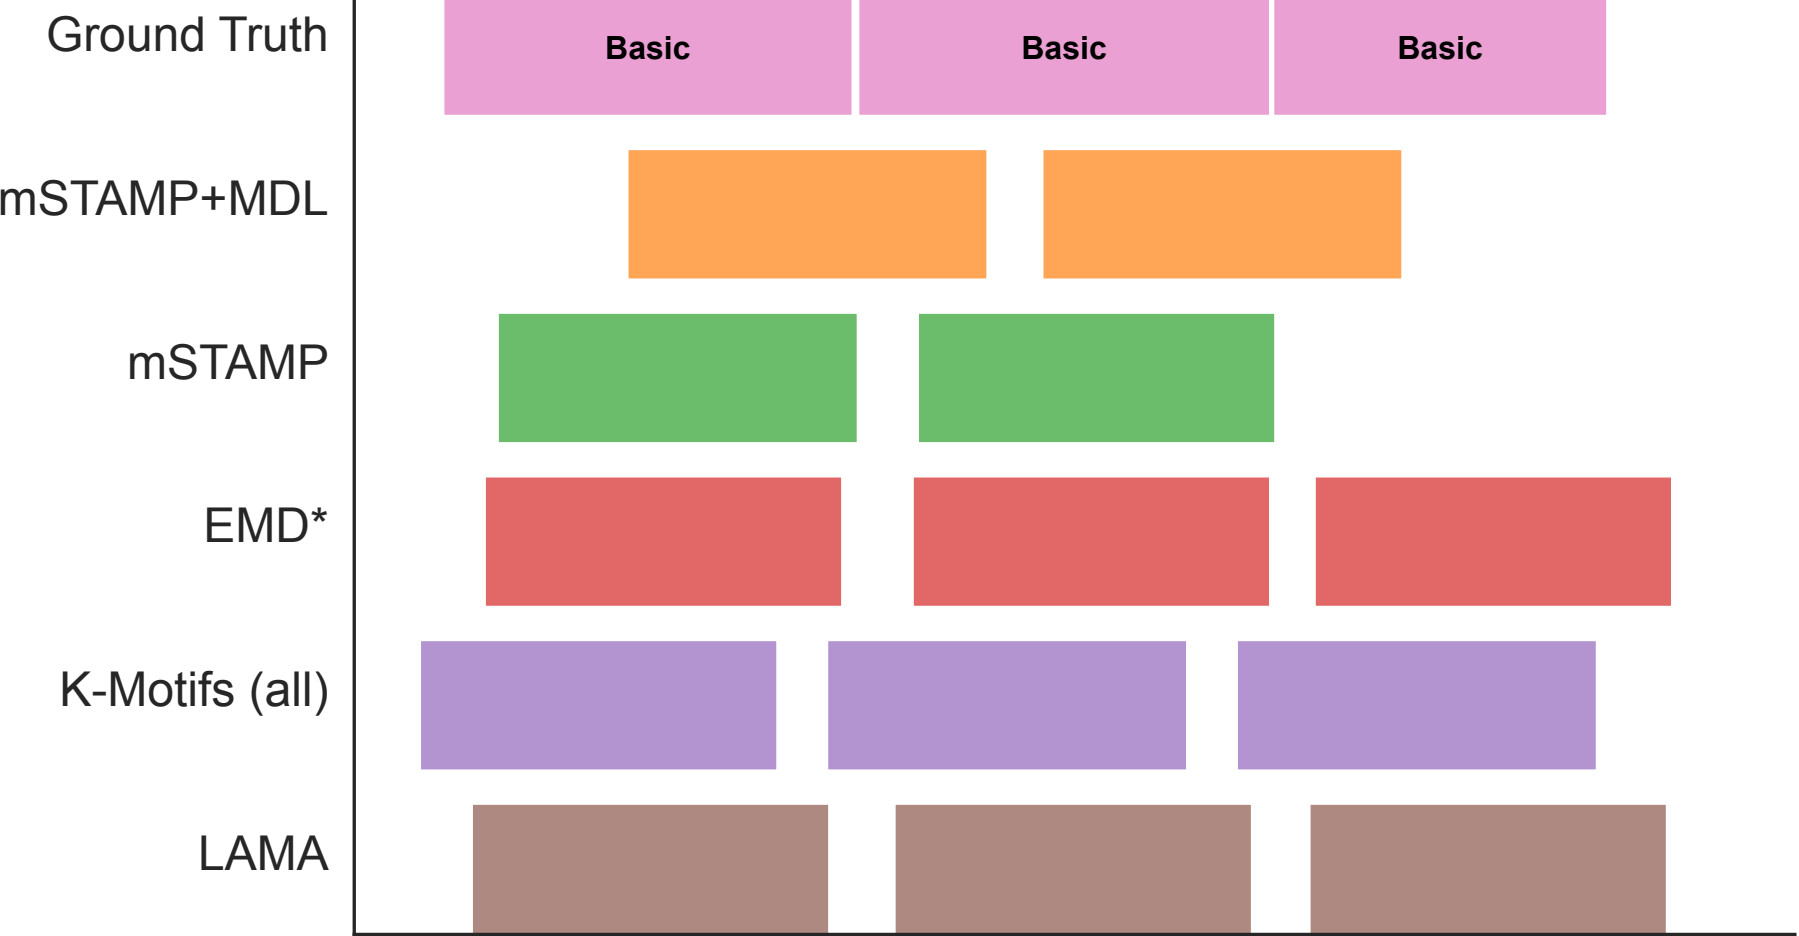 Ground Truth
Basic Basic Basic
mSTAMP+MDL
mSTAMP
EMD*
K-Motifs (all)
LAMA